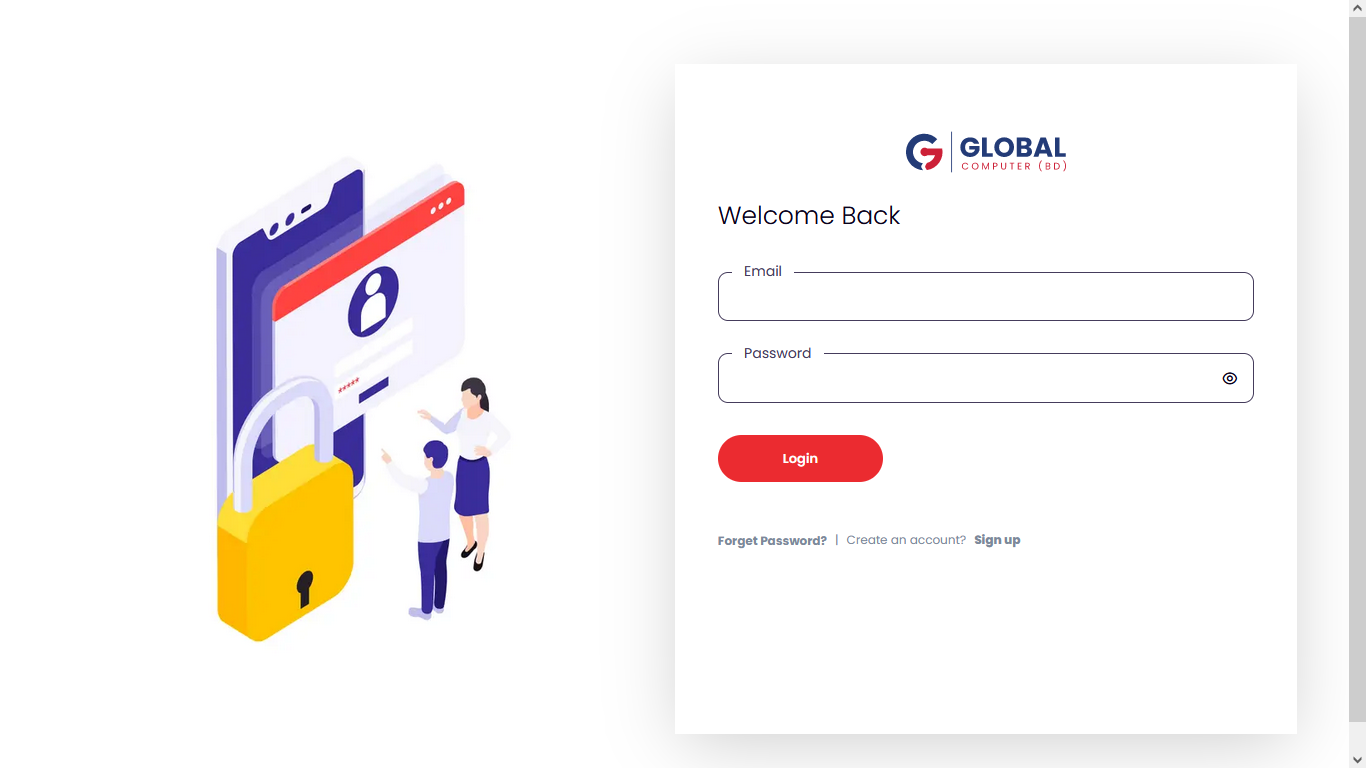 GLOBAL
COMPUTER (BD)
Welcome Back
Email
Password
*****
Login
Forget Password? | Create an account? Sign up